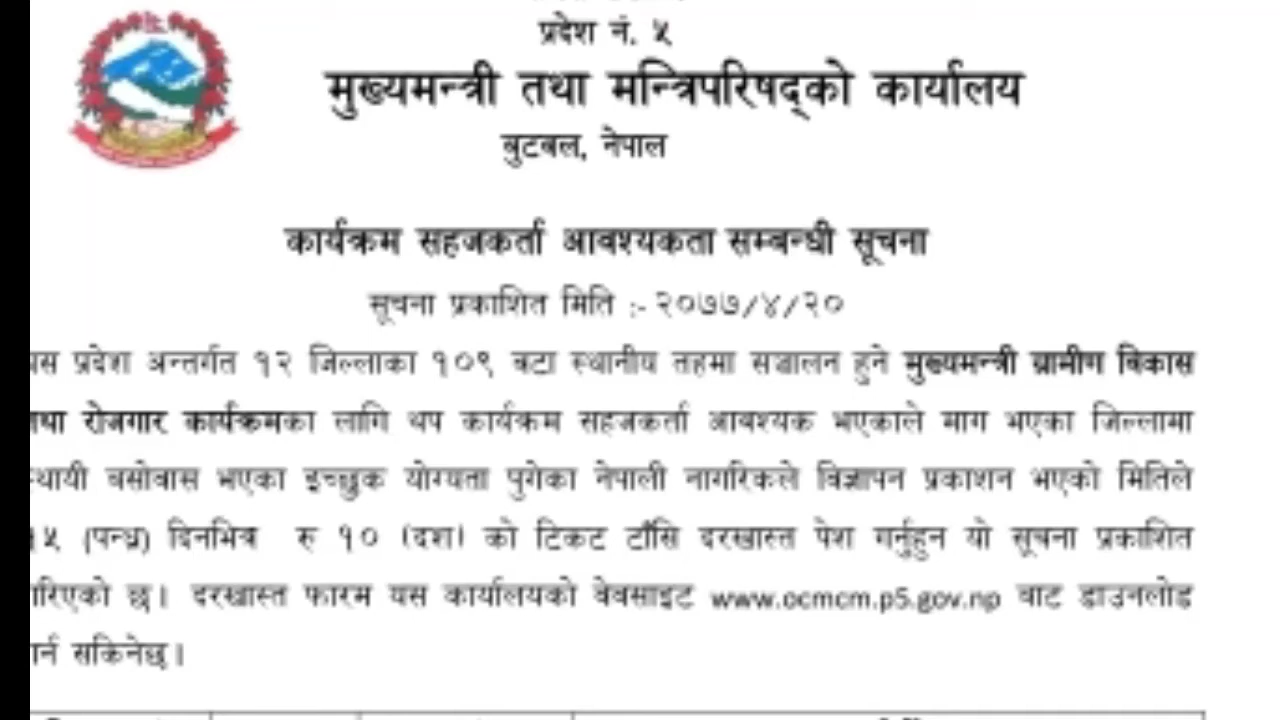 प्रदेश नं. ५
मुख्यमन्त्री तथा मन्त्रिपरिषद्को कार्यालय
बुटवल, नेपाल
कार्यक्रम सहजकर्ता आवश्यकता सम्बन्धी सूचना
सूचना प्रकाशित मिति :- २०७७/४/२०
यस प्रदेश अन्तर्गत १२ जिल्लाका १०९ वटा स्थानीय तहमा सञ्चालन हुने मुख्यमन्त्री ग्रामीण विकास
तथा रोजगार कार्यक्रमका लागि थप कार्यक्रम सहजकर्ता आवश्यक भएकाले माग भएका जिल्लामा
स्थायी बसोवास भएका इच्छुक योग्यता पुगेका नेपाली नागरिकले विज्ञापन प्रकाशन भएको मितिले
१५ (पन्ध्र) दिनभित्र रु १० (दश) को टिकट टाँसि दरखास्त पेश गर्नुहुन यो सूचना प्रकाशित
गरिएको छ। दरखास्त फारम यस कार्यालयको वेवसाइट www.ocmcm.p5.gov.np बाट डाउनलोड
गर्न सकिनेछ।